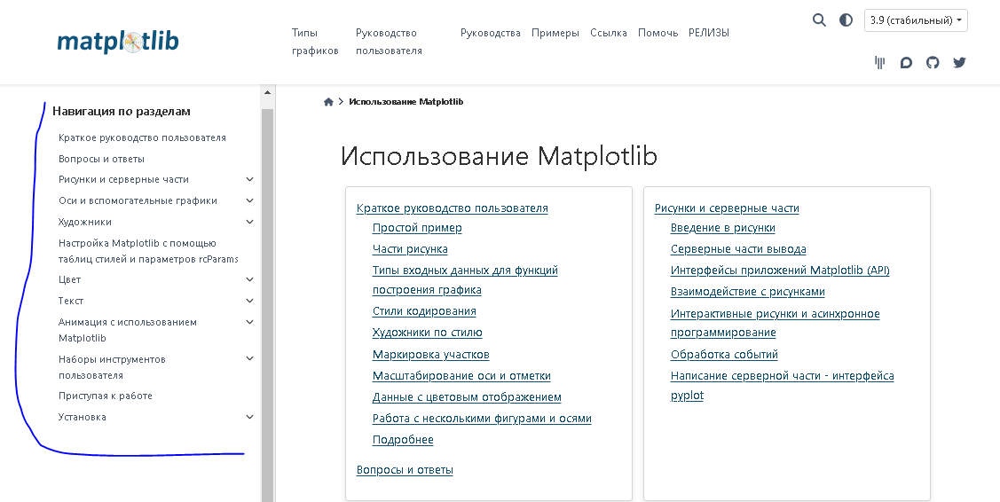 matplotlib
Типы графиков
Руководство пользователя
Руководства
Примеры
Ссылка
Помочь
РЕЛИЗЫ
3.9 (стабильный)
Навигация по разделам
Краткое руководство пользователя
Вопросы и ответы
Рисунки и серверные части
Оси и вспомогательные графики
Художники
Настройка Matplotlib с помощью
таблиц стилей и параметров rcParams
Цвет
Текст
Анимация с использованием
Matplotlib
Наборы инструментов
пользователя
Приступая к работе
Установка
Использование Matplotlib
Использование Matplotlib
Краткое руководство пользователя
Простой пример
Части рисунка
Типы входных данных для функций
построения графика
Стили кодирования
Художники по стилю
Маркировка участков
Масштабирование оси и отметки
Данные с цветовым отображением
Работа с несколькими фигурами и осями
Подробнее
Вопросы и ответы
Рисунки и серверные части
Введение в рисунки
Серверные части вывода
Интерфейсы приложений Matplotlib (API)
Взаимодействие с рисунками
Интерактивные рисунки и асинхронное
программирование
Обработка событий
Написание серверной части - интерфейса
pyplot